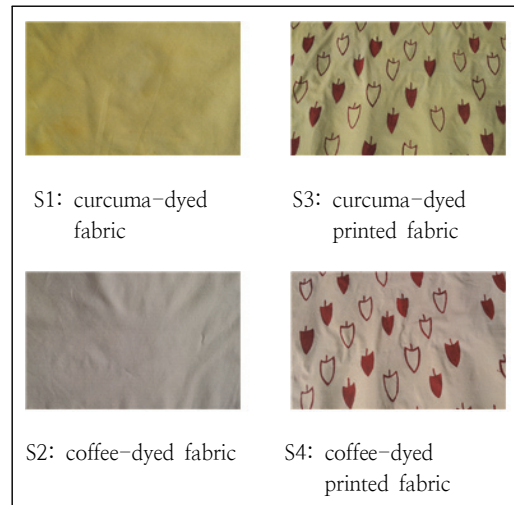 S1: curcuma-dyed
fabric
S3: curcuma-dyed
printed fabric
S2: coffee-dyed fabric
S4: coffee-dyed
printed fabric